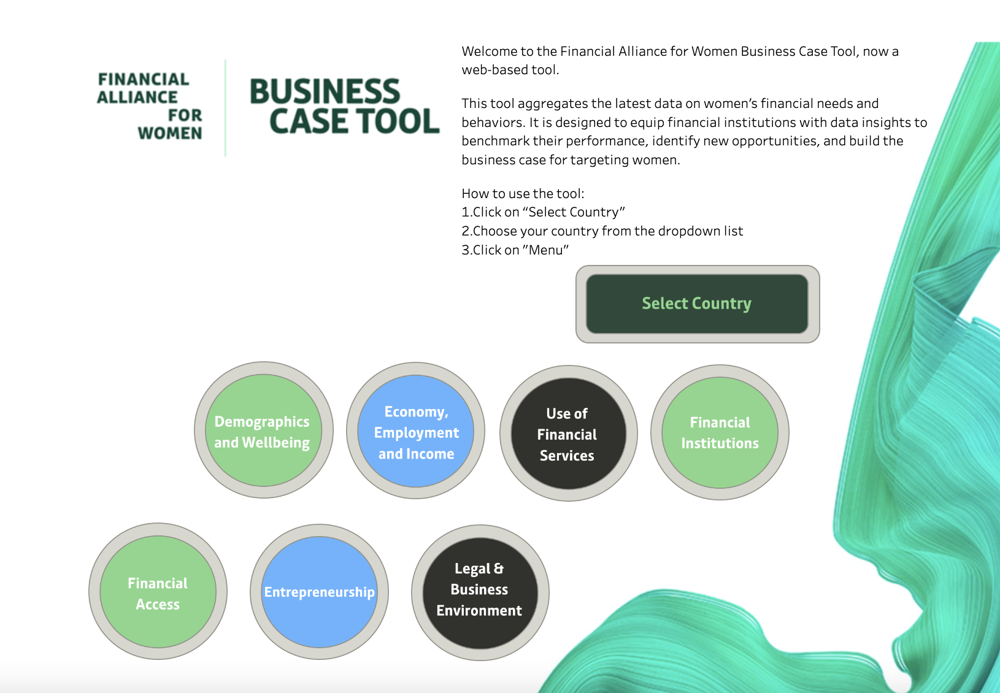 FINANCIAL
ALLIANCE
FOR
WOMEN
BUSINESS
CASE TOOL
Welcome to the Financial Alliance for Women Business Case Tool, now a
web-based tool.
This tool aggregates the latest data on women’s financial needs and
behaviors. It is designed to equip financial institutions with data insights to
benchmark their performance, identify new opportunities, and build the
business case for targeting women.
How to use the tool:
1.Click on “Select Country”
2.Choose your country from the dropdown list
3.Click on ”Menu”
Select Country
Demographics
and Wellbeing
Economy,
Employment
and Income
Use of
Financial
Services
Financial
Institutions
Financial
Access
Entrepreneurship
Legal &
Business
Environment